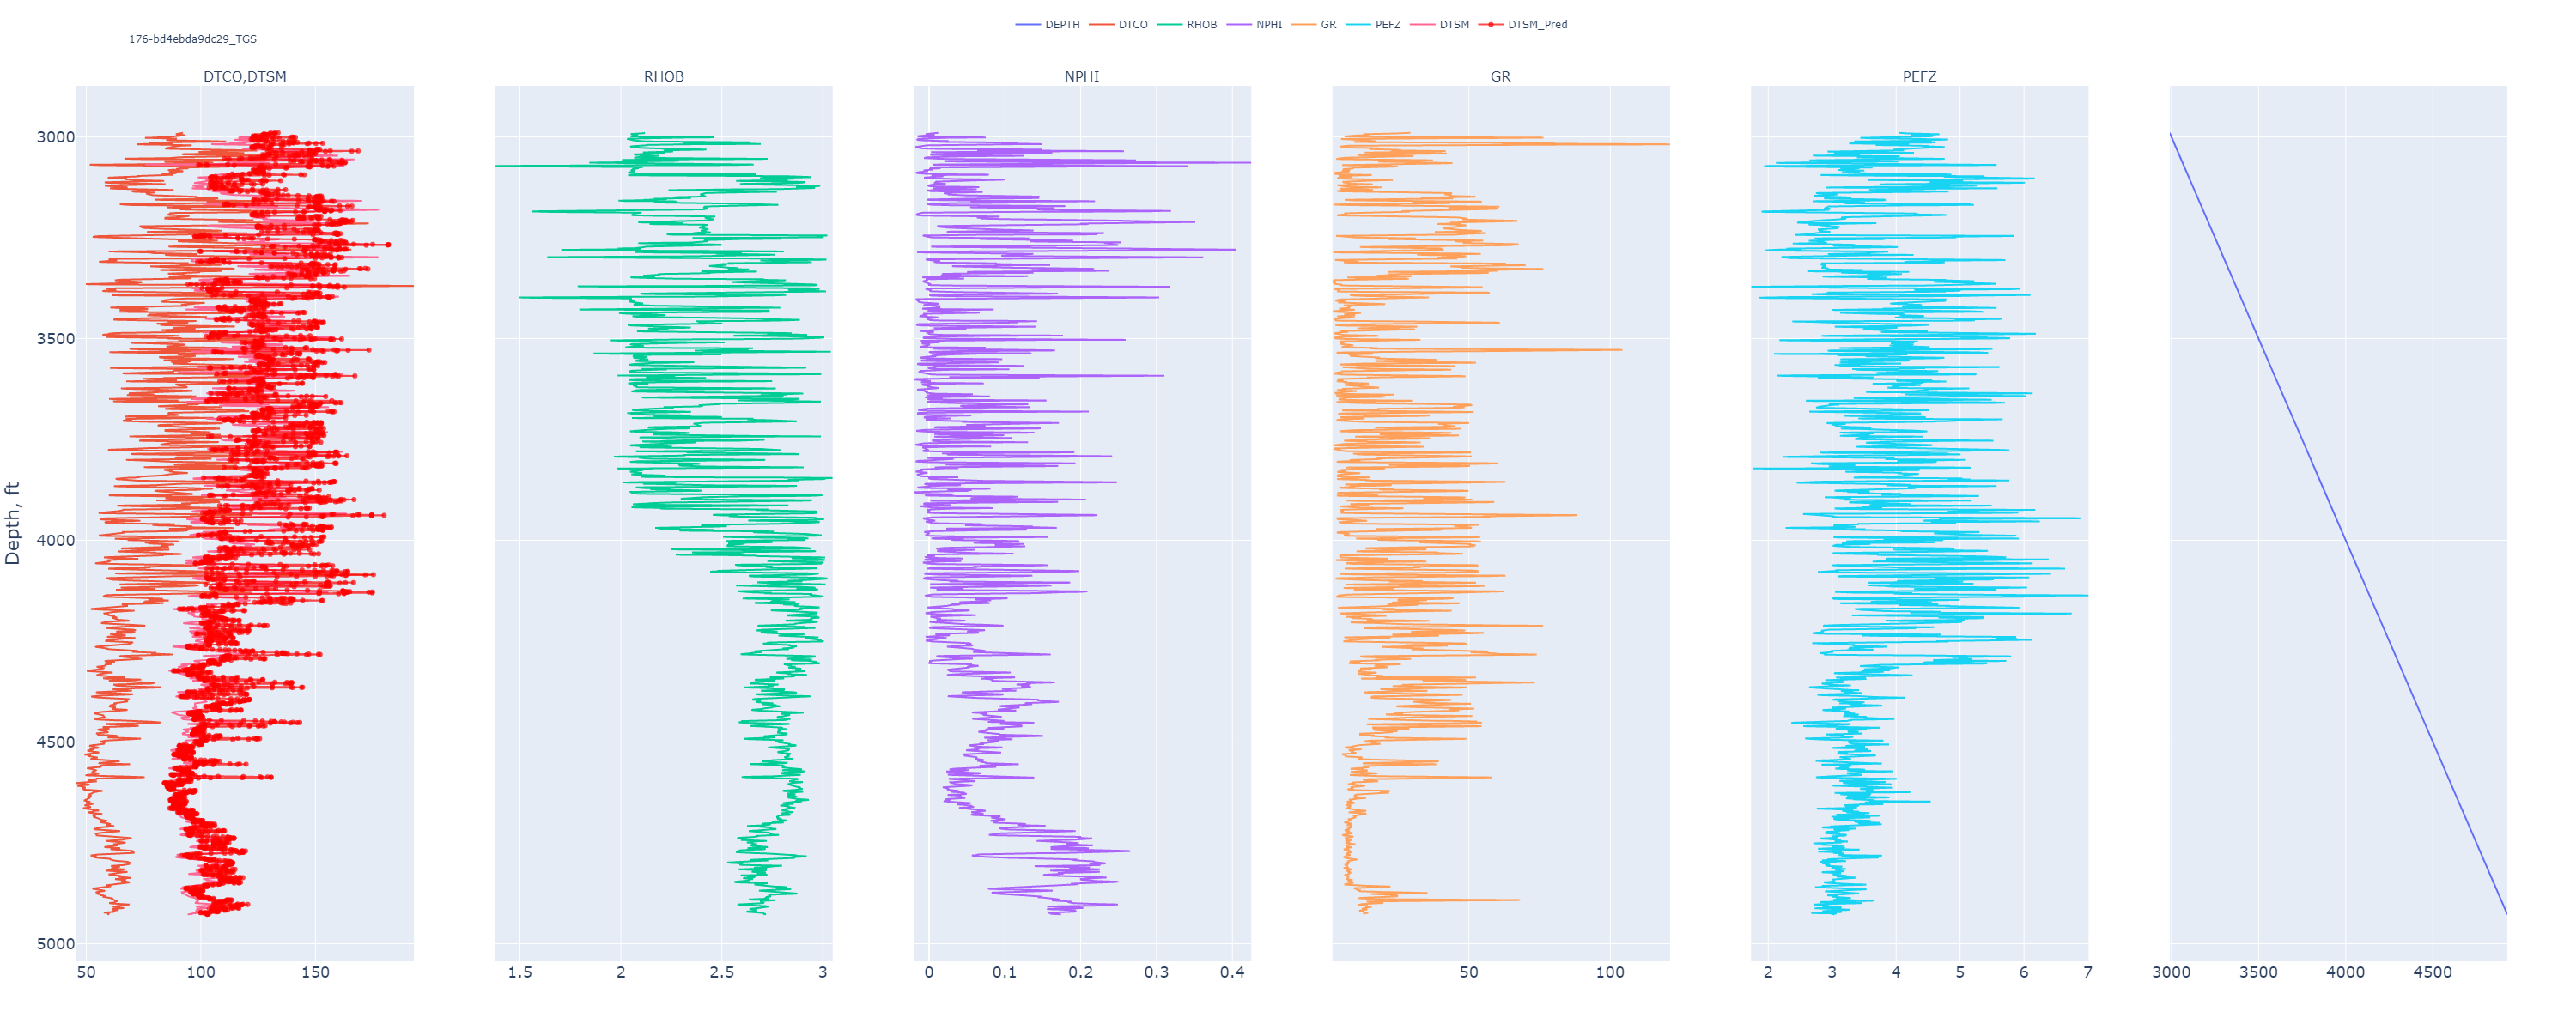 DEPTH DTCO RHOB NPHI GR PEFZ DTSM DTSM_Pred
176-bd4ebda9dc29_TGS
DTCO,DTSM RHOB NPHI GR PEFZ
3000
3500
4000
4500
5000
Depth, ft
50 100 150 1.5 2 2.5 3 0 0.1 0.2 0.3 0.4 50 100 2 3 4 5 6 7 3000 3500 4000 4500